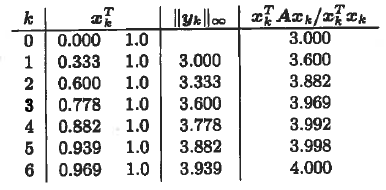 k x_k^T ‖y_k‖_∞ x_k^T A x_k / x_k^T x_k
0 0.000 1.0 3.000
1 0.333 1.0 3.000 3.600
2 0.600 1.0 3.333 3.882
3 0.778 1.0 3.600 3.969
4 0.882 1.0 3.778 3.992
5 0.939 1.0 3.882 3.998
6 0.969 1.0 3.939 4.000